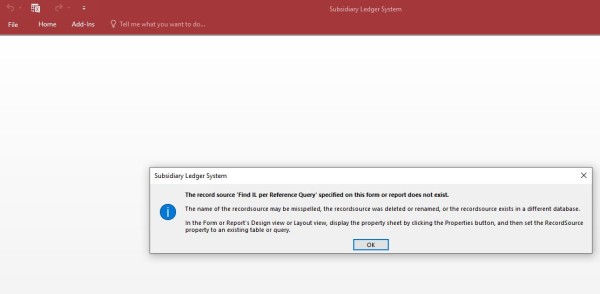 Subsidiary Ledger System
File Home Add-ins Tell me what you want to do...
Subsidiary Ledger System
The record source 'Find IL per Reference Query' specified on this form or report does not exist.
The name of the recordsource may be misspelled, the recordsource was deleted or renamed, or the recordsource exists in a different database.
In the Form or Report's Design view or Layout view, display the property sheet by clicking the Properties button, and then set the RecordSource
property to an existing table or query.
OK